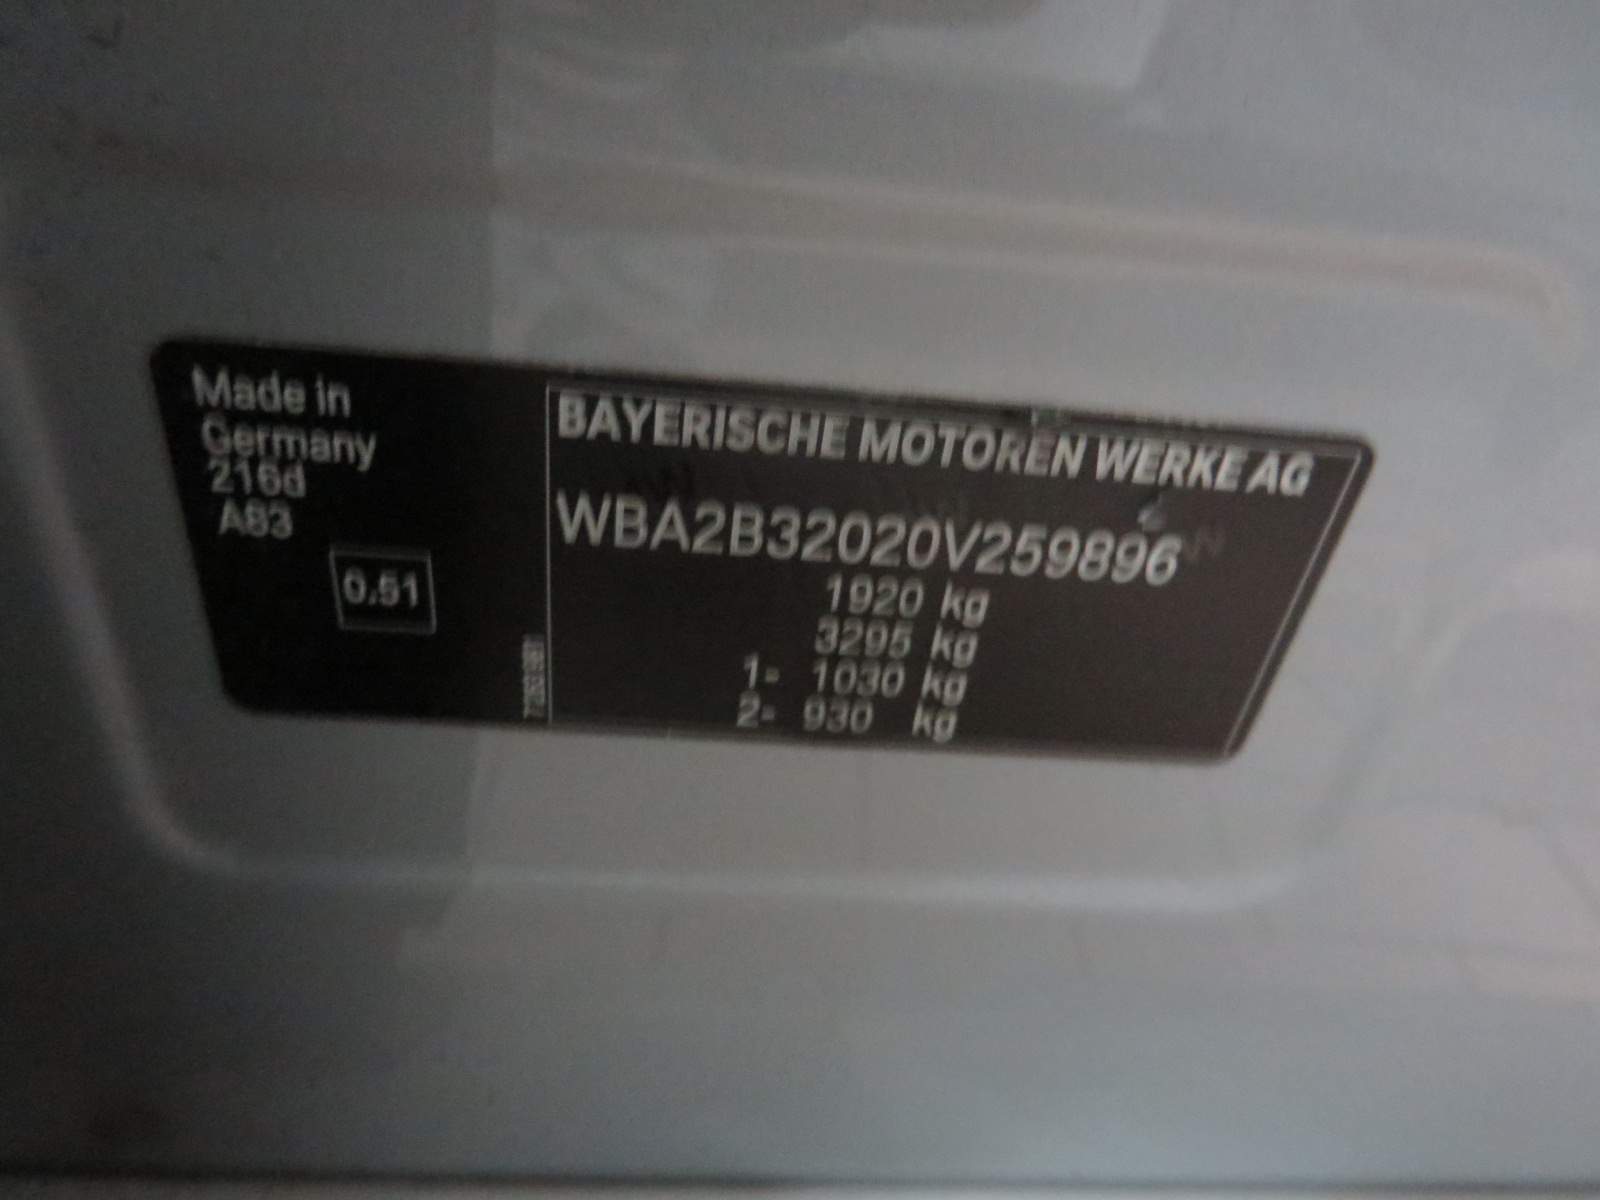 Made in
Germany
216d
A83
0.51
BAYERISCHE MOTOREN WERKE AG
WBA2B32020V259896
1920 kg
3295 kg
1- 1030 kg
2- 930 kg